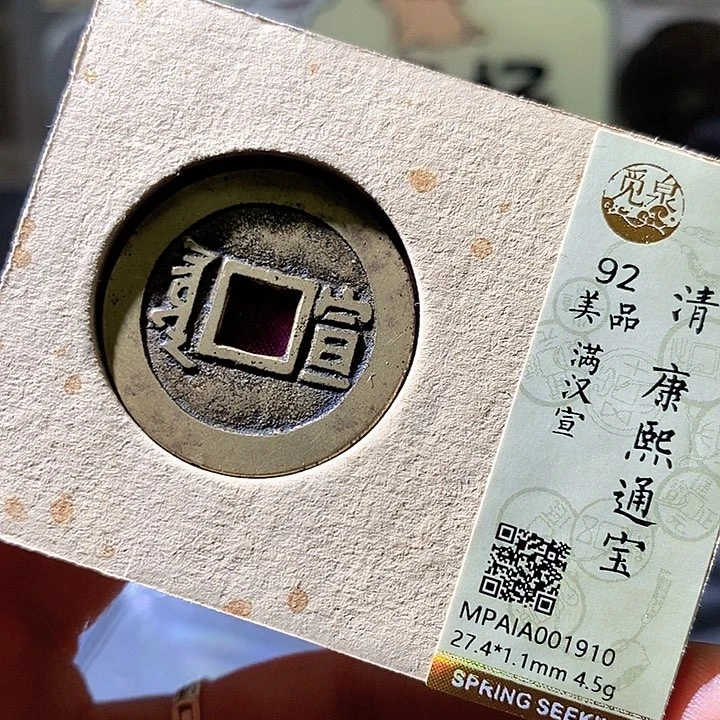 宣
觅泉
清 康熙通宝
92
美品
满汉宣
MPAIA001910
27.4*1.1mm 4.5g
SPRING SEEK